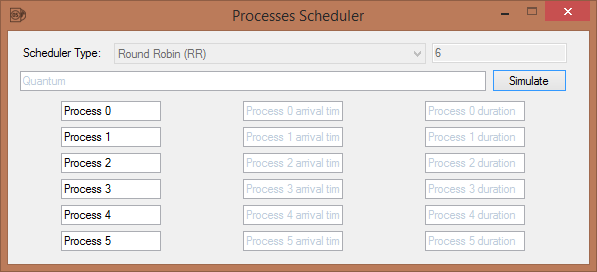 Processes Scheduler
Scheduler Type: Round Robin (RR) 6
Quantum Simulate
Process 0 Process 0 arrival tim Process 0 duration
Process 1 Process 1 arrival tim Process 1 duration
Process 2 Process 2 arrival tim Process 2 duration
Process 3 Process 3 arrival tim Process 3 duration
Process 4 Process 4 arrival tim Process 4 duration
Process 5 Process 5 arrival tim Process 5 duration